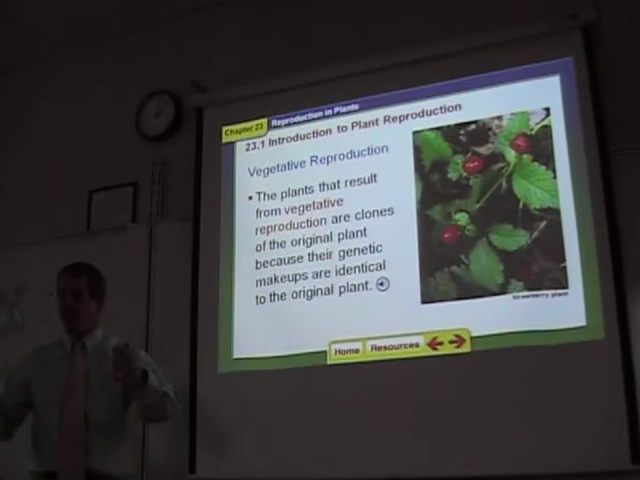 Chapter 23
Reproduction in Plants
23.1 Introduction to Plant Reproduction
Vegetative Reproduction
▪ The plants that result
from vegetative
reproduction are clones
of the original plant
because their genetic
makeups are identical
to the original plant.
Strawberry plant
Home
Resources